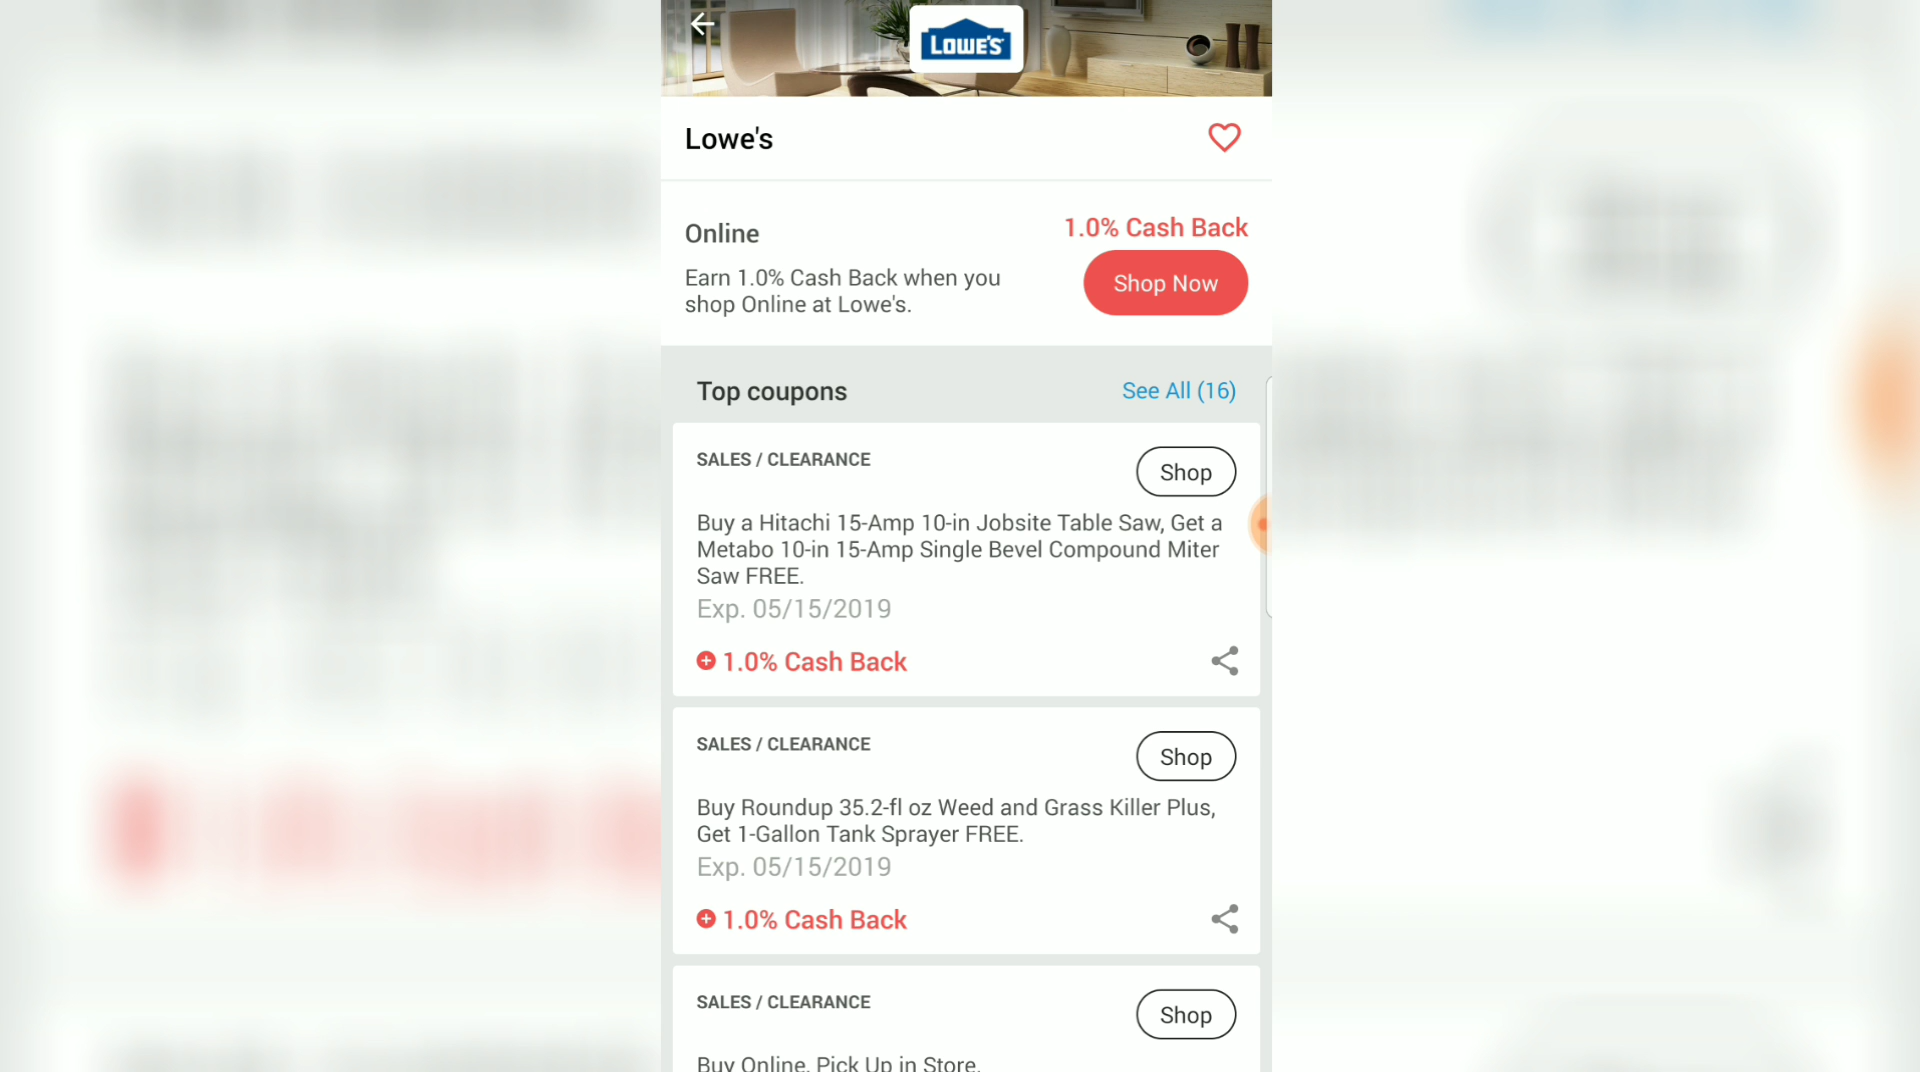 LOWE'S
Lowe's
Online
1.0% Cash Back
Earn 1.0% Cash Back when you
shop Online at Lowe's.
Shop Now
Top coupons
See All (16)
SALES / CLEARANCE
Shop
Buy a Hitachi 15-Amp 10-in Jobsite Table Saw, Get a
Metabo 10-in 15-Amp Single Bevel Compound Miter
Saw FREE.
Exp. 05/15/2019
1.0% Cash Back
SALES / CLEARANCE
Shop
Buy Roundup 35.2-fl oz Weed and Grass Killer Plus,
Get 1-Gallon Tank Sprayer FREE.
Exp. 05/15/2019
1.0% Cash Back
SALES / CLEARANCE
Shop
Buy Online, Pick Up in Store.